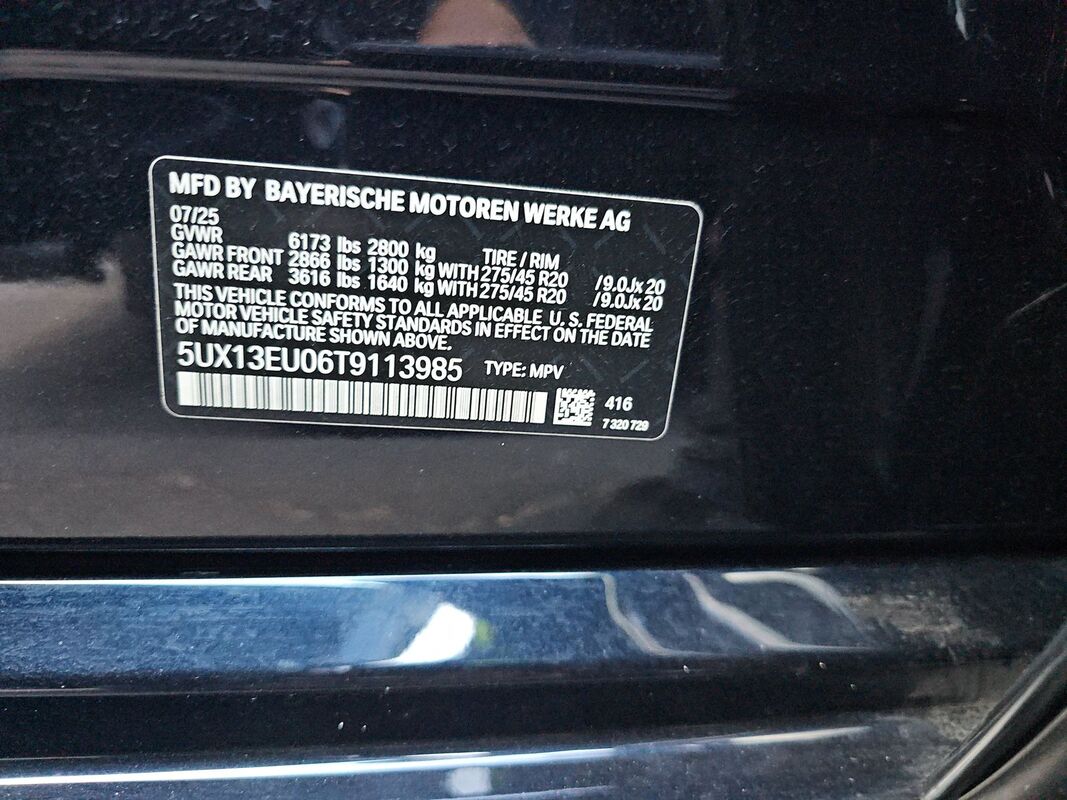 MFD BY BAYERISCHE MOTOREN WERKE AG
07/25
GVWR 6173 lbs 2800 kg TIRE / RIM
GAWR FRONT 2866 lbs 1300 kg WITH 275/45 R20 /9.0Jx20
GAWR REAR 3616 lbs 1640 kg WITH 275/45 R20 /9.0Jx20
THIS VEHICLE CONFORMS TO ALL APPLICABLE U.S. FEDERAL
MOTOR VEHICLE SAFETY STANDARDS IN EFFECT ON THE DATE
OF MANUFACTURE SHOWN ABOVE.
5UX13EU06T9113985 TYPE: MPV
416
7 320 729